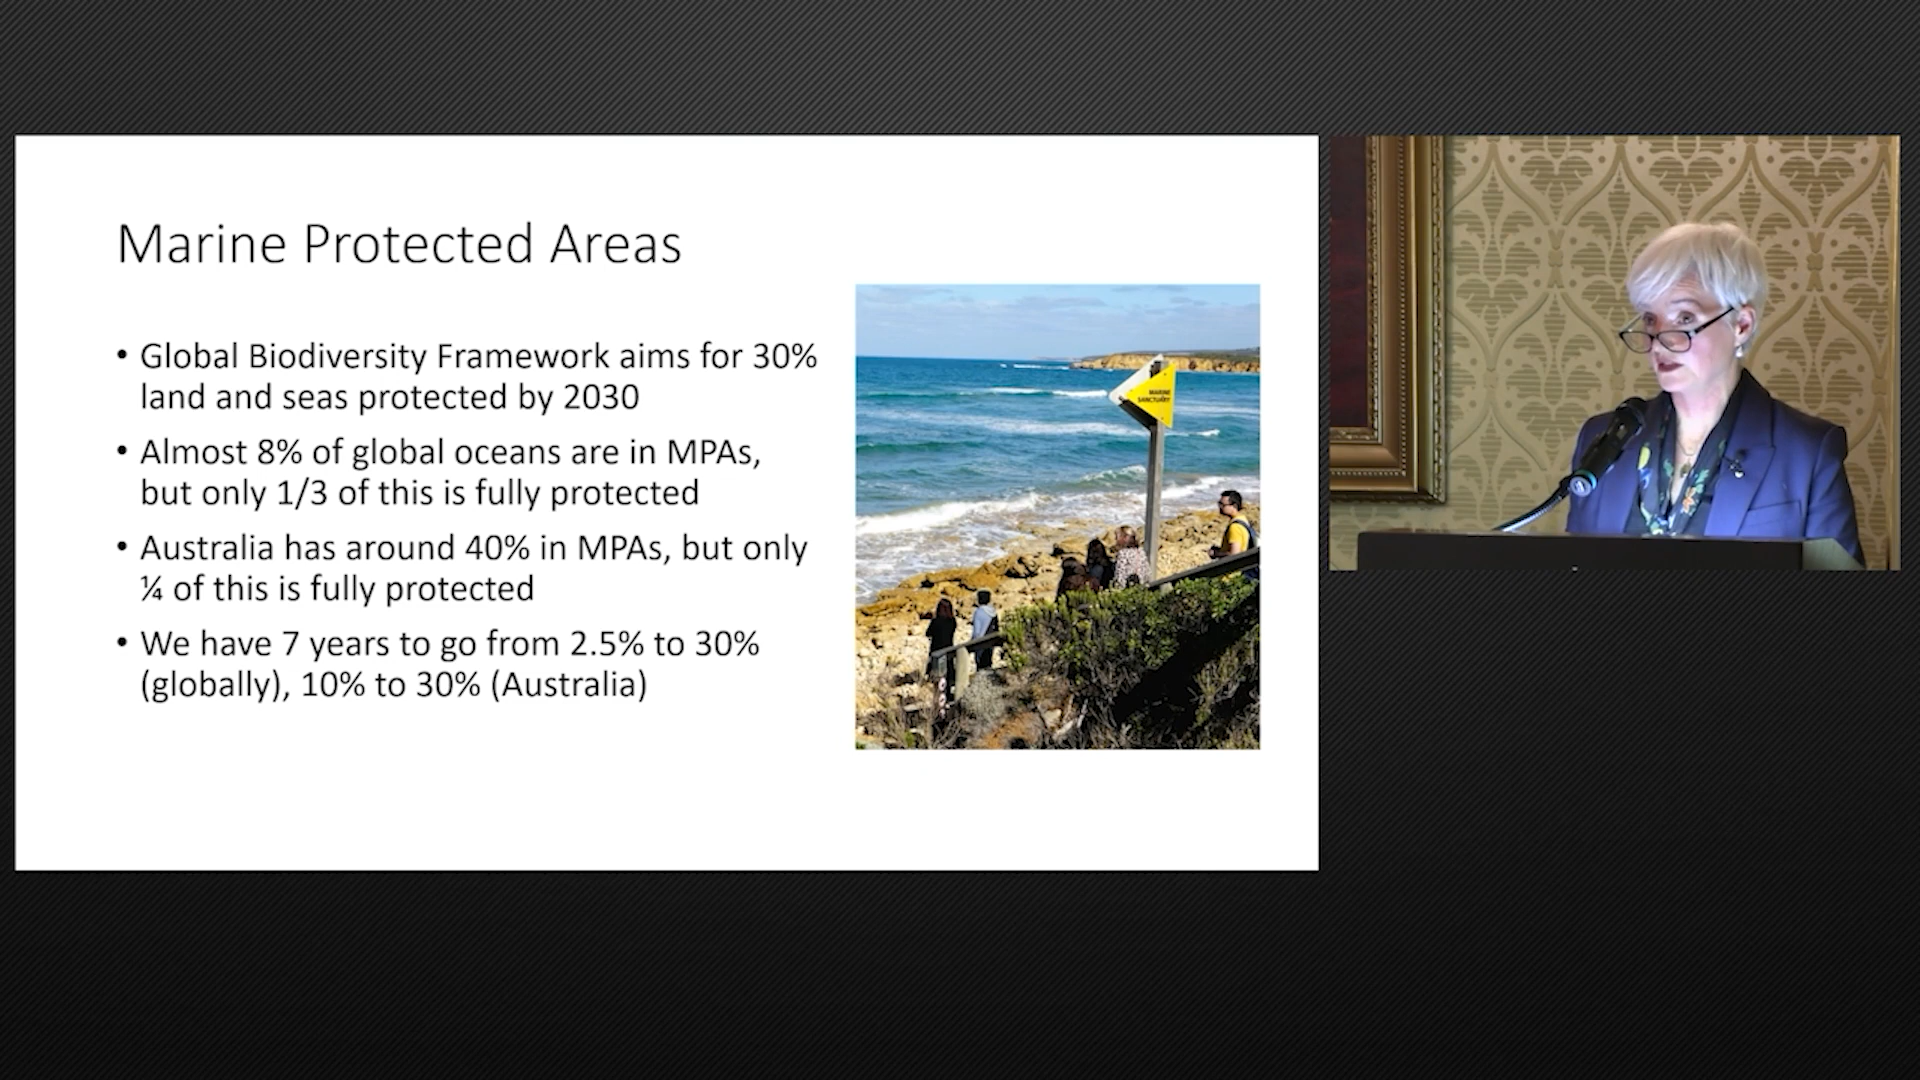 Marine Protected Areas
• Global Biodiversity Framework aims for 30%
land and seas protected by 2030
• Almost 8% of global oceans are in MPAs,
but only 1/3 of this is fully protected
• Australia has around 40% in MPAs, but only
¼ of this is fully protected
• We have 7 years to go from 2.5% to 30%
(globally), 10% to 30% (Australia)
MARINE
SANCTUARY